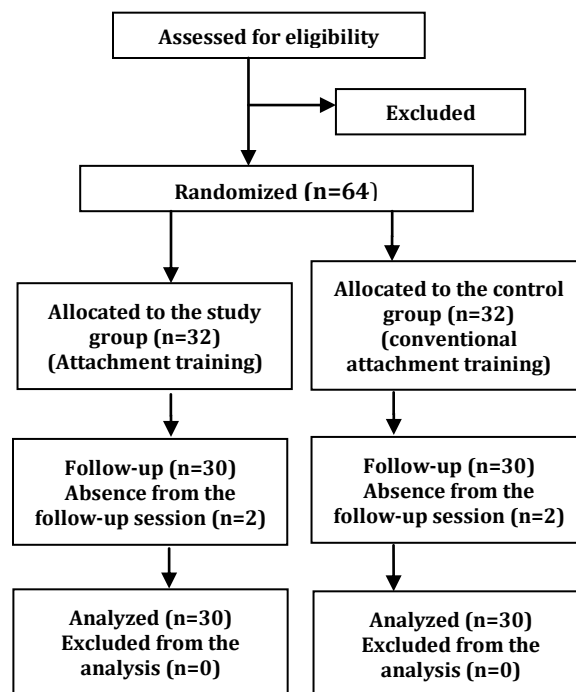 Assessed for eligibility
Excluded
Randomized (n=64)
Allocated to the study
group (n=32)
(Attachment training)
Allocated to the control
group (n=32)
(conventional
attachment training)
Follow-up (n=30)
Absence from the
follow-up session (n=2)
Follow-up (n=30)
Absence from the
follow-up session (n=2)
Analyzed (n=30)
Excluded from the
analysis (n=0)
Analyzed (n=30)
Excluded from the
analysis (n=0)